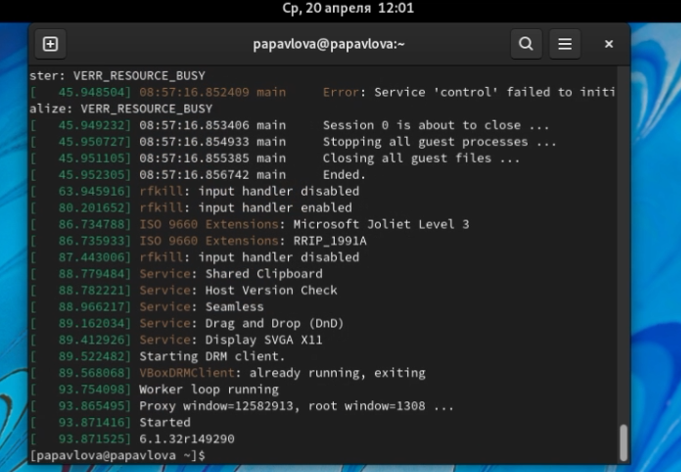 Ср, 20 апреля 12:01
papavlova@papavlova:~
ster: VERR_RESOURCE_BUSY
[   45.948504] 08:57:16.852409 main     Error: Service 'control' failed to initi
alize: VERR_RESOURCE_BUSY
[   45.949232] 08:57:16.853406 main     Session 0 is about to close ...
[   45.950727] 08:57:16.854933 main     Stopping all guest processes ...
[   45.951105] 08:57:16.855385 main     Closing all guest files ...
[   45.952305] 08:57:16.856742 main     Ended.
[   63.945916] rfkill: input handler disabled
[   80.201652] rfkill: input handler enabled
[   86.734788] ISO 9660 Extensions: Microsoft Joliet Level 3
[   86.735933] ISO 9660 Extensions: RRIP_1991A
[   87.443006] rfkill: input handler disabled
[   88.779484] Service: Shared Clipboard
[   88.782221] Service: Host Version Check
[   88.966217] Service: Seamless
[   89.162034] Service: Drag and Drop (DnD)
[   89.412926] Service: Display SVGA X11
[   89.522482] Starting DRM client.
[   89.568068] VBoxDRMClient: already running, exiting
[   93.754098] Worker loop running
[   93.865495] Proxy window=12582913, root window=1308 ...
[   93.871416] Started
[   93.871525] 6.1.32r149290
[papavlova@papavlova ~]$